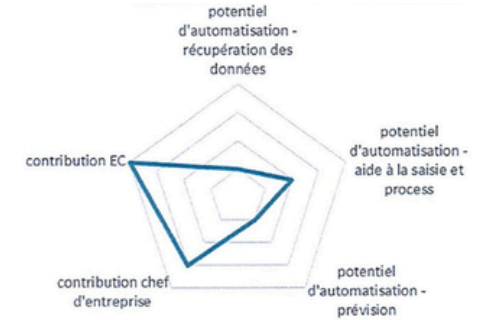 potentiel
d'automatisation -
récupération des
données
potentiel
d'automatisation -
aide à la saisie et
process
potentiel
d'automatisation -
prévision
contribution chef
d'entreprise
contribution EC